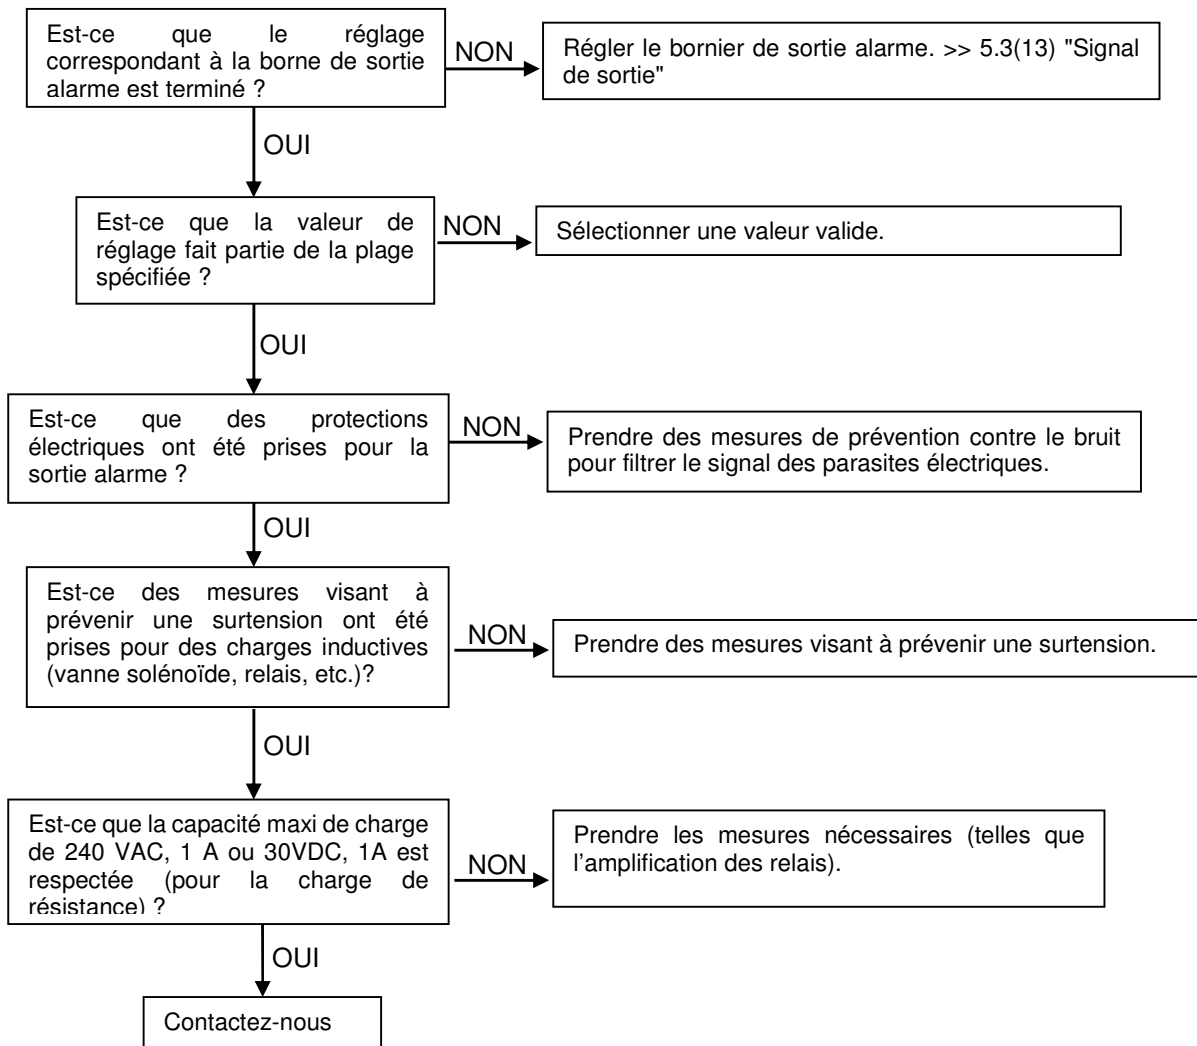 Est-ce que le réglage
correspondant à la borne de sortie
alarme est terminé ?
NON
Régler le bornier de sortie alarme. >> 5.3(13) "Signal
de sortie"
OUI
Est-ce que la valeur de
réglage fait partie de la plage
spécifiée ?
NON
Sélectionner une valeur valide.
OUI
Est-ce que des protections
électriques ont été prises pour la
sortie alarme ?
NON
Prendre des mesures de prévention contre le bruit
pour filtrer le signal des parasites électriques.
OUI
Est-ce des mesures visant à
prévenir une surtension ont été
prises pour des charges inductives
(vanne solénoïde, relais, etc.)?
NON
Prendre des mesures visant à prévenir une surtension.
OUI
Est-ce que la capacité maxi de charge
de 240 VAC, 1 A ou 30VDC, 1A est
respectée (pour la charge de
résistance) ?
NON
Prendre les mesures nécessaires (telles que
l'amplification des relais).
OUI
Contactez-nous